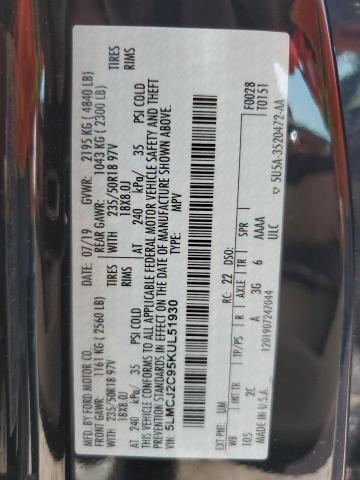 MFD. BY FORD MOTOR CO.
DATE: 07/19 GVWR: 2195 KG ( 4840 LB)
FRONT GAWR: 1161 KG ( 2560 LB) REAR GAWR: 1043 KG ( 2300 LB)
WITH 235/50R18 97V TIRES WITH 235/50R18 97V TIRES
18X8.0J RIMS 18X8.0J RIMS
AT 240 kPa/ 35 PSI COLD AT 240 kPa/ 35 PSI COLD
THIS VEHICLE CONFORMS TO ALL APPLICABLE FEDERAL MOTOR VEHICLE SAFETY AND THEFT
PREVENTION STANDARDS IN EFFECT ON THE DATE OF MANUFACTURE SHOWN ABOVE.
VIN: 5LMCJ2C95KUL51930 TYPE: MPV
F0028
T0151
EXT PNT: UM RC: 22 DSO:
WB INT TR TP/PS R AXLE TR SPR
105 2C A 3G 6 AAAA
ULC
MADE IN U.S.A. 1201907247044 ▽ SU5A-3520472-AA